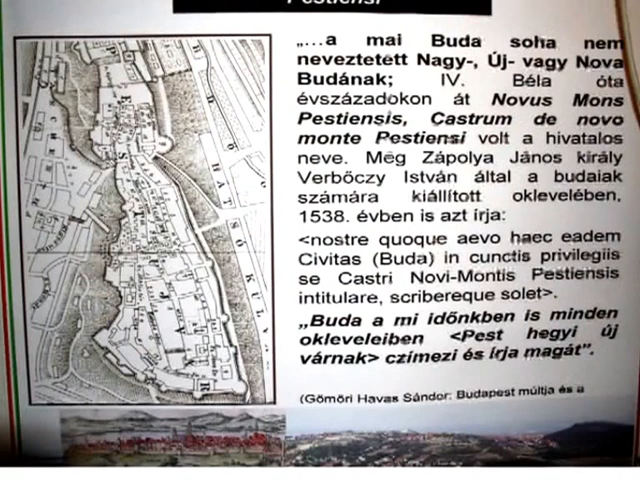 Pestiensi
„...a mai Buda soha nem
neveztetett Nagy-, Új- vagy Nova
Budának; IV. Béla óta
évszázadokon át Novus Mons
Pestiensis, Castrum de novo
monte Pestiensi volt a hivatalos
neve. Még Zápolya János király
Verbőczy István által a budaiak
számára kiállított oklevelében,
1538. évben is azt írja:
<nostre quoque aevo haec eadem
Civitas (Buda) in cunctis privilegiis
se Castri Novi-Montis Pestiensis
intitulare, scribereque solet>.
„Buda a mi időnkben is minden
okleveleiben <Pest hegyi új
várnak> czímezi és írja magát”.
(Gömöri Havas Sándor: Budapest múltja és a